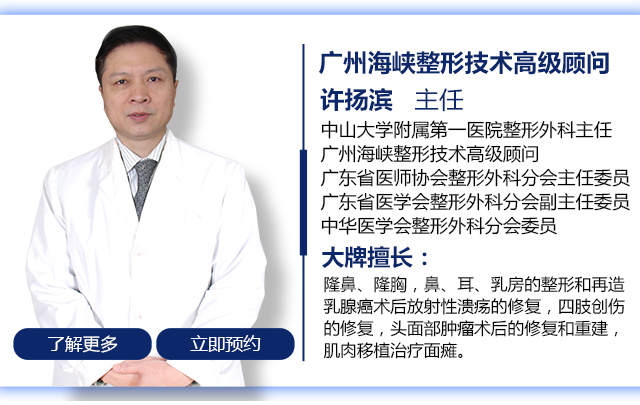 广州海峡整形技术高级顾问
许扬滨 主任
中山大学附属第一医院整形外科主任
广州海峡整形技术高级顾问
广东省医师协会整形外科分会主任委员
广东省医学会整形外科分会副主任委员
中华医学会整形外科分会委员
大牌擅长：
隆鼻、隆胸，鼻、耳、乳房的整形和再造
乳腺癌术后放射性溃疡的修复，四肢创伤
的修复，头面部肿瘤术后的修复和重建，
肌肉移植治疗面瘫。
了解更多
立即预约